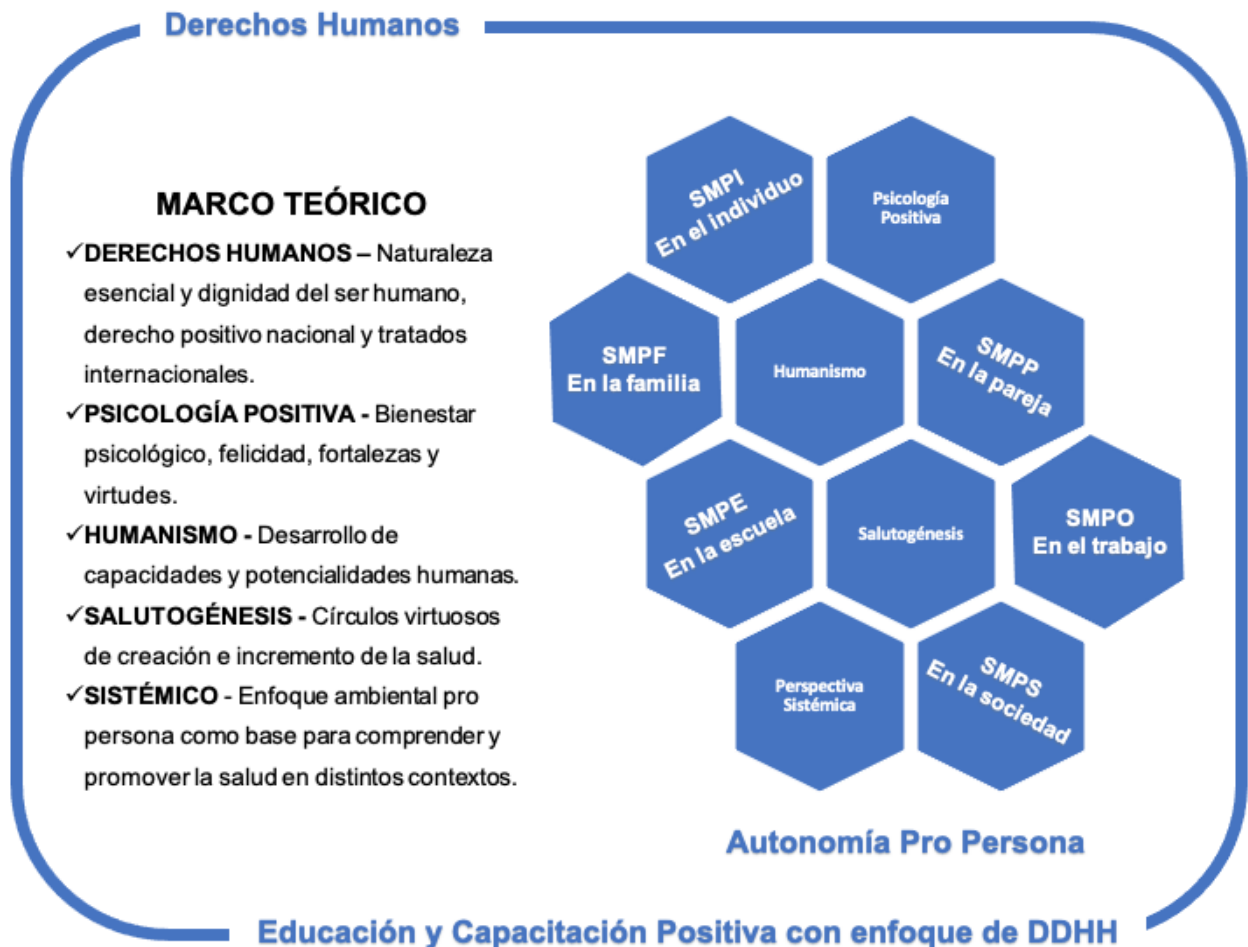 Derechos Humanos
MARCO TEÓRICO
✓DERECHOS HUMANOS – Naturaleza
esencial y dignidad del ser humano,
derecho positivo nacional y tratados
internacionales.
✓PSICOLOGÍA POSITIVA - Bienestar
psicológico, felicidad, fortalezas y
virtudes.
✓HUMANISMO - Desarrollo de
capacidades y potencialidades humanas.
✓SALUTOGÉNESIS - Círculos virtuosos
de creación e incremento de la salud.
✓SISTÉMICO - Enfoque ambiental pro
persona como base para comprender y
promover la salud en distintos contextos.
SMPI
En el individuo
Psicología
Positiva
SMPF
En la familia
Humanismo
SMPP
En la pareja
SMPE
En la escuela
Salutogénesis
SMPO
En el trabajo
Perspectiva
Sistémica
SMPS
En la sociedad
Autonomía Pro Persona
Educación y Capacitación Positiva con enfoque de DDHH